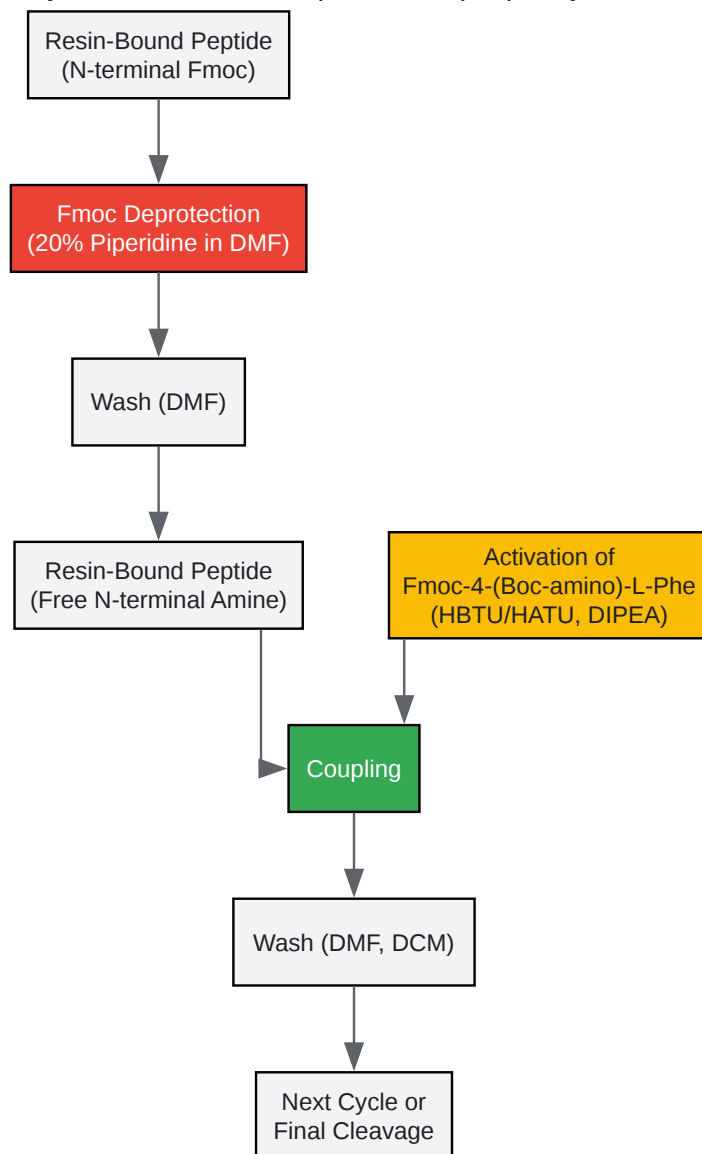 Resin-Bound Peptide
(N-terminal Fmoc)
Fmoc Deprotection
(20% Piperidine in DMF)
Wash (DMF)
Resin-Bound Peptide
(Free N-terminal Amine)
Activation of
Fmoc-4-(Boc-amino)-L-Phe
(HBTU/HATU, DIPEA)
Coupling
Wash (DMF, DCM)
Next Cycle or
Final Cleavage